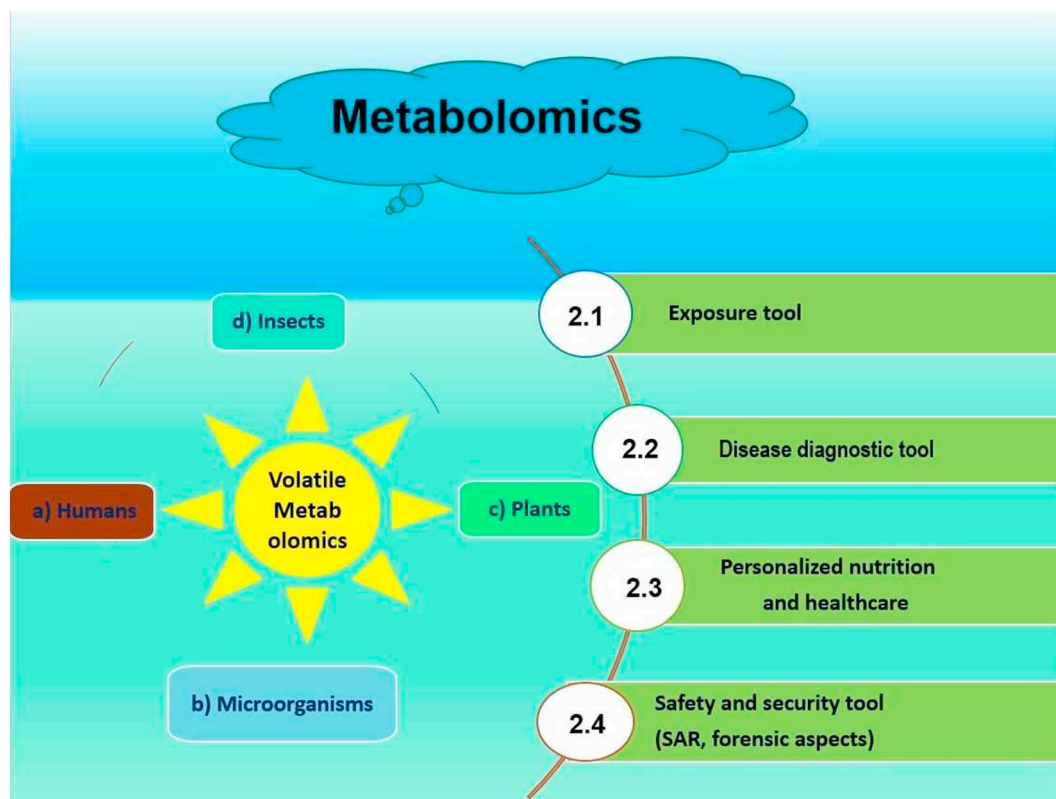 Metabolomics
d) Insects
a) Humans
Volatile
Metab
olomics
c) Plants
b) Microorganisms
2.1
Exposure tool
2.2
Disease diagnostic tool
2.3
Personalized nutrition
and healthcare
2.4
Safety and security tool
(SAR, forensic aspects)